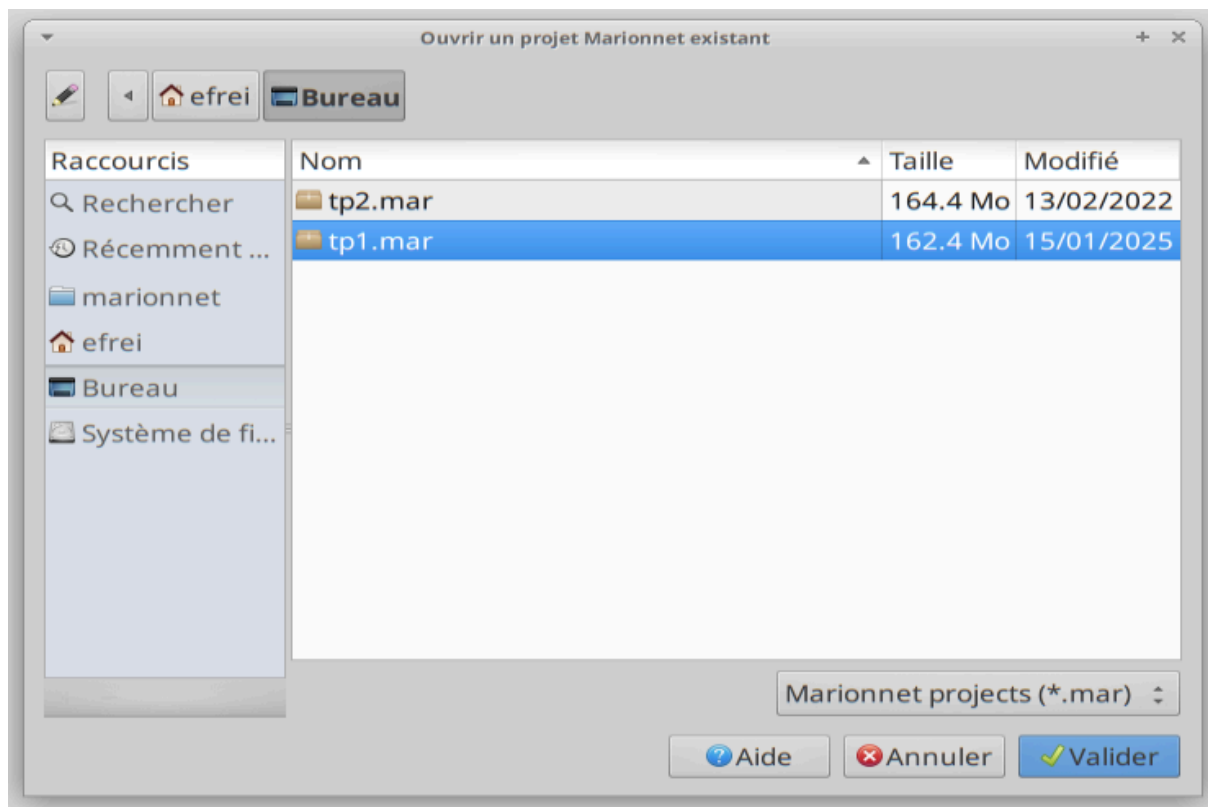 Ouvrir un projet Marionnet existant
efrei Bureau
Raccourcis Nom Taille Modifié
Rechercher tp2.mar 164.4 Mo 13/02/2022
Récemment ... tp1.mar 162.4 Mo 15/01/2025
marionnet
efrei
Bureau
Système de fi...
Marionnet projects (*.mar)
Aide Annuler Valider